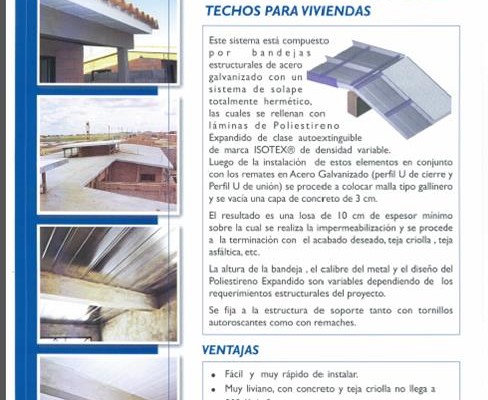 TECHOS PARA VIVIENDAS
Este sistema está compuesto
por bandejas
estructurales de acero
galvanizado con un
sistema de solape
totalmente hermético,
las cuales se rellenan con
láminas de Poliestireno
Expandido de clase autoextinguible
de marca ISOTEX® de densidad variable.
Luego de la instalación de estos elementos en conjunto
con los remates en Acero Galvanizado (perfil U de cierre y
Perfil U de unión) se procede a colocar malla tipo gallinero
y se vacía una capa de concreto de 3 cm.
El resultado es una losa de 10 cm de espesor mínimo
sobre la cual se realiza la impermeabilización y se procede
a la terminación con el acabado deseado, teja criolla , teja
asfáltica, etc.
La altura de la bandeja , el calibre del metal y el diseño del
Poliestireno Expandido son variables dependiendo de los
requerimientos estructurales del proyecto.
Se fija a la estructura de soporte tanto con tornillos
autoroscantes como con remaches.
VENTAJAS
• Fácil y muy rápido de instalar.
• Muy liviano, con concreto y teja criolla no llega a